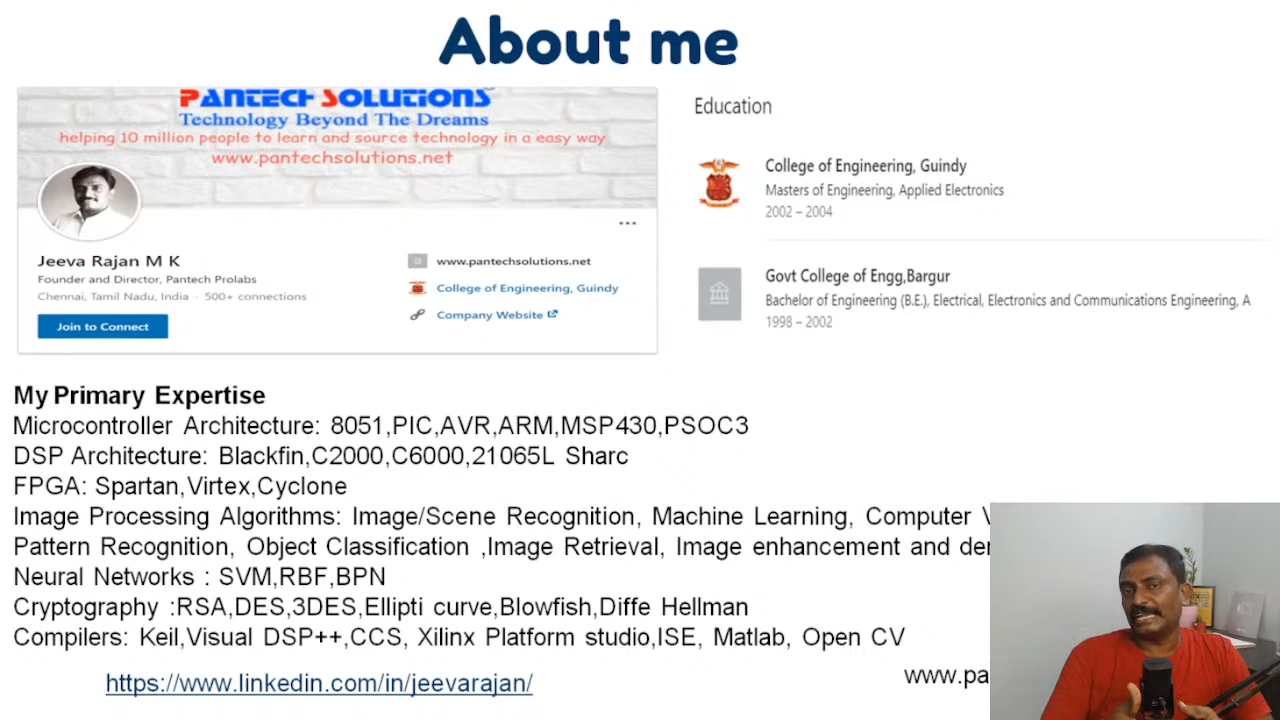 About me
PANTECH SOLUTIONS
Technology Beyond The Dreams
helping 10 million people to learn and source technology in a easy way
www.pantechsolutions.net
Jeeva Rajan M K
Founder and Director, Pantech Prolabs
Chennai, Tamil Nadu, India · 500+ connections
Join to Connect
www.pantechsolutions.net
College of Engineering, Guindy
Company Website
Education
College of Engineering, Guindy
Masters of Engineering, Applied Electronics
2002 – 2004
Govt College of Engg,Bargur
Bachelor of Engineering (B.E.), Electrical, Electronics and Communications Engineering, A
1998 – 2002
My Primary Expertise
Microcontroller Architecture: 8051,PIC,AVR,ARM,MSP430,PSOC3
DSP Architecture: Blackfin,C2000,C6000,21065L Sharc
FPGA: Spartan,Virtex,Cyclone
Image Processing Algorithms: Image/Scene Recognition, Machine Learning, Computer
Pattern Recognition, Object Classification ,Image Retrieval, Image enhancement and
Neural Networks : SVM,RBF,BPN
Cryptography :RSA,DES,3DES,Ellipti curve,Blowfish,Diffe Hellman
Compilers: Keil,Visual DSP++,CCS, Xilinx Platform studio,ISE, Matlab, Open CV
https://www.linkedin.com/in/jeevarajan/
www.pa